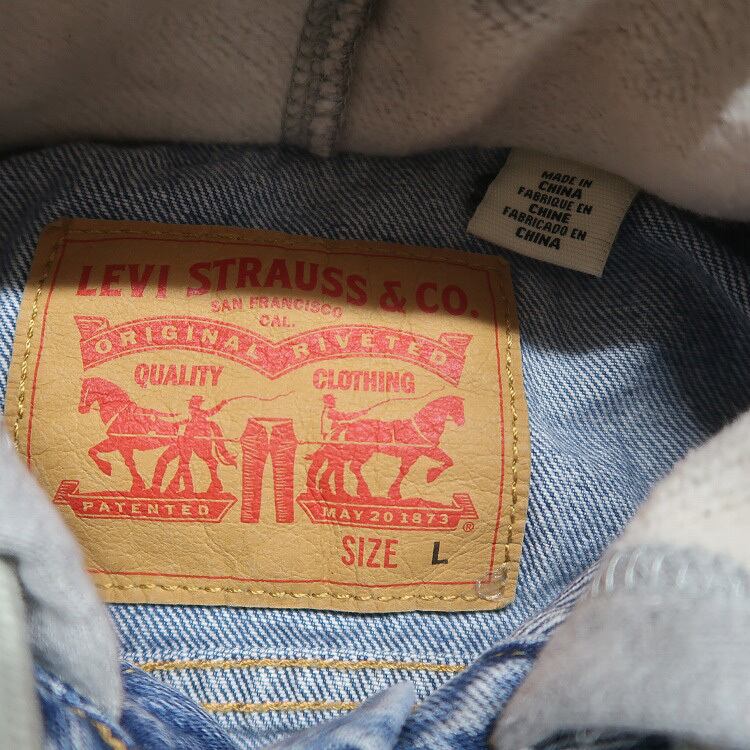 MADE IN
CHINA
FABRIQUE EN
CHINE
FABRICADO EN
CHINA
LEVI STRAUSS & CO.
SAN FRANCISCO
CAL.
ORIGINAL RIVETED
QUALITY CLOTHING
PATENTED MAY 20 1873 ®
SIZE L